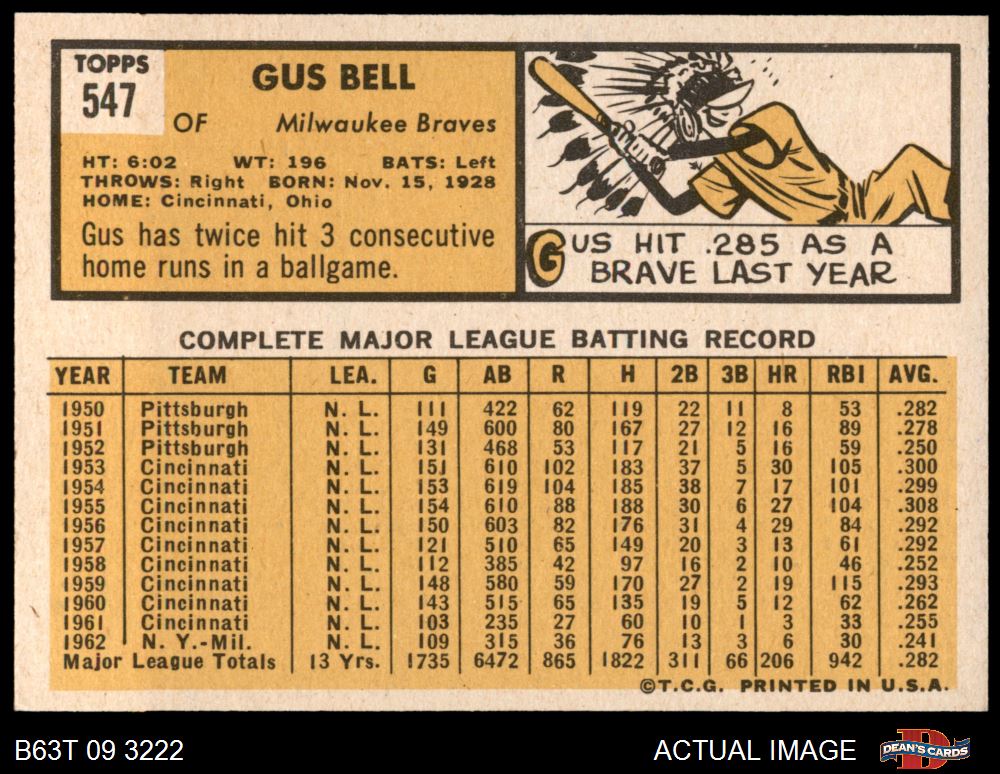 TOPPS
547
GUS BELL
OF Milwaukee Braves
HT: 6:02 WT: 196 BATS: Left
THROWS: Right BORN: Nov. 15, 1928
HOME: Cincinnati, Ohio
Gus has twice hit 3 consecutive
home runs in a ballgame.
GUS HIT .285 AS A
BRAVE LAST YEAR
COMPLETE MAJOR LEAGUE BATTING RECORD
YEAR TEAM LEA. G AB R H 2B 3B HR RBI AVG.
1950 Pittsburgh N. L. 111 422 62 119 22 11 8 53 .282
1951 Pittsburgh N. L. 149 600 80 167 27 12 16 89 .278
1952 Pittsburgh N. L. 131 468 53 117 21 5 16 59 .250
1953 Cincinnati N. L. 151 610 102 183 37 5 30 105 .300
1954 Cincinnati N. L. 153 619 104 185 38 7 17 101 .299
1955 Cincinnati N. L. 154 610 88 188 30 6 27 104 .308
1956 Cincinnati N. L. 150 603 82 176 31 4 29 84 .292
1957 Cincinnati N. L. 121 510 65 149 20 3 13 61 .292
1958 Cincinnati N. L. 112 385 42 97 16 2 10 46 .252
1959 Cincinnati N. L. 148 580 59 170 27 2 19 115 .293
1960 Cincinnati N. L. 143 515 65 135 19 5 12 62 .262
1961 Cincinnati N. L. 103 235 27 60 10 1 3 33 .255
1962 N. Y.-Mil. N. L. 109 315 36 76 13 3 6 30 .241
Major League Totals 13 Yrs. 1735 6472 865 1822 311 66 206 942 .282
©T.C.G. PRINTED IN U.S.A.
B63T 09 3222 ACTUAL IMAGE DEAN'S CARDS